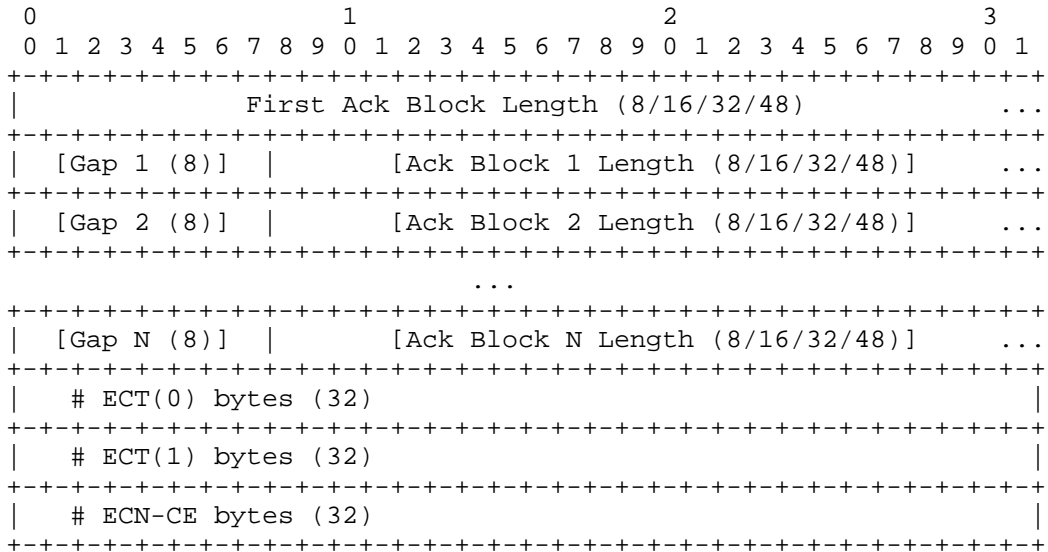 0                   1                   2                   3
 0 1 2 3 4 5 6 7 8 9 0 1 2 3 4 5 6 7 8 9 0 1 2 3 4 5 6 7 8 9 0 1
+-+-+-+-+-+-+-+-+-+-+-+-+-+-+-+-+-+-+-+-+-+-+-+-+-+-+-+-+-+-+-+-+
|              First Ack Block Length (8/16/32/48)            ...
+-+-+-+-+-+-+-+-+-+-+-+-+-+-+-+-+-+-+-+-+-+-+-+-+-+-+-+-+-+-+-+-+
|  [Gap 1 (8)]  |       [Ack Block 1 Length (8/16/32/48)]     ...
+-+-+-+-+-+-+-+-+-+-+-+-+-+-+-+-+-+-+-+-+-+-+-+-+-+-+-+-+-+-+-+-+
|  [Gap 2 (8)]  |       [Ack Block 2 Length (8/16/32/48)]     ...
+-+-+-+-+-+-+-+-+-+-+-+-+-+-+-+-+-+-+-+-+-+-+-+-+-+-+-+-+-+-+-+-+
                             ...
+-+-+-+-+-+-+-+-+-+-+-+-+-+-+-+-+-+-+-+-+-+-+-+-+-+-+-+-+-+-+-+-+
|  [Gap N (8)]  |       [Ack Block N Length (8/16/32/48)]     ...
+-+-+-+-+-+-+-+-+-+-+-+-+-+-+-+-+-+-+-+-+-+-+-+-+-+-+-+-+-+-+-+-+
|   # ECT(0) bytes (32)                                         |
+-+-+-+-+-+-+-+-+-+-+-+-+-+-+-+-+-+-+-+-+-+-+-+-+-+-+-+-+-+-+-+-+
|   # ECT(1) bytes (32)                                         |
+-+-+-+-+-+-+-+-+-+-+-+-+-+-+-+-+-+-+-+-+-+-+-+-+-+-+-+-+-+-+-+-+
|   # ECN-CE bytes (32)                                         |
+-+-+-+-+-+-+-+-+-+-+-+-+-+-+-+-+-+-+-+-+-+-+-+-+-+-+-+-+-+-+-+-+